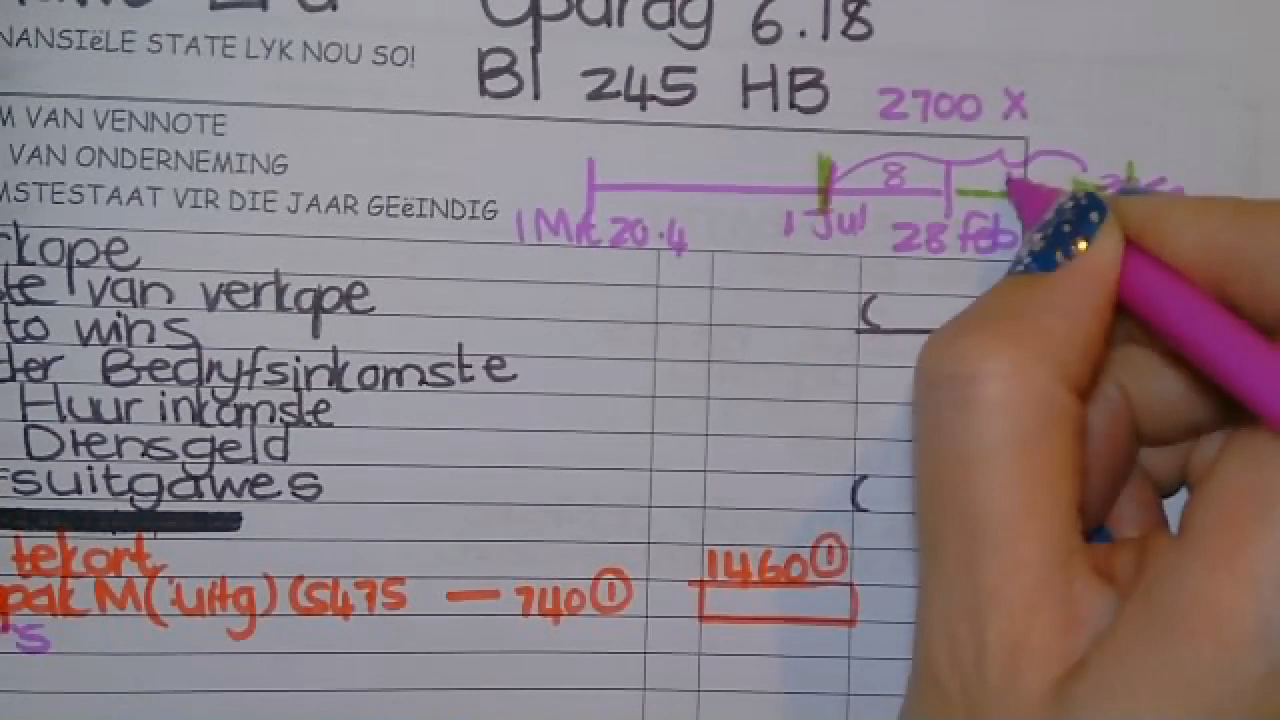 Oparag 6.18
NANSIëLE STATE LYK NOU SO!
Bl 245 HB
2700 X
M VAN VENNOTE
VAN ONDERNEMING
MSTESTAAT VIR DIE JAAR GEëINDIG
8
1 Mrt 20.4
1 Jul
28 feb
rkope
te van verkope
to wins
der Bedryfsinkomste
Huur inkomste
Diensgeld
fsuitgawes
tekort
1460 ①
pak M (uitg) (5475 — 740 ①
s